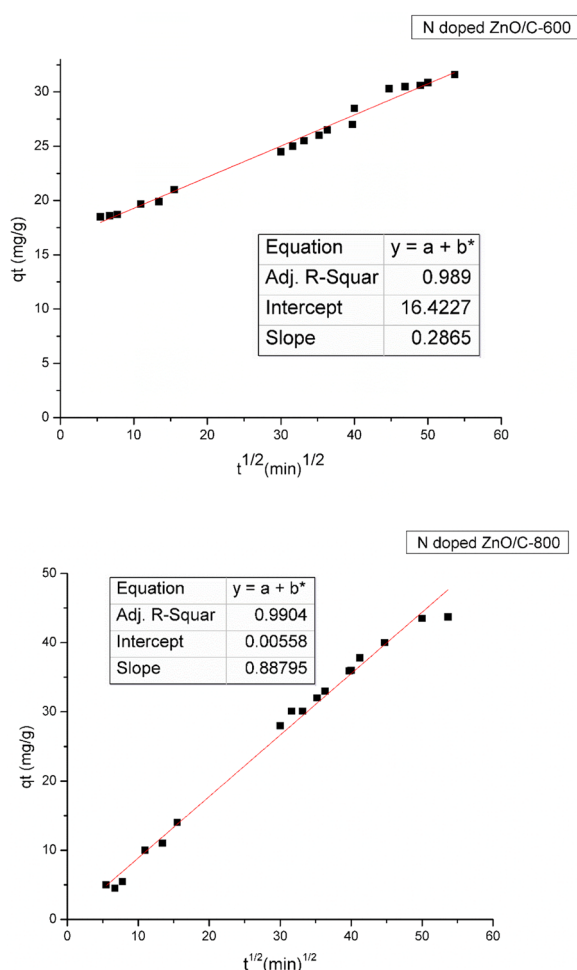 N doped ZnO/C-600
30
25
20
15
10
5
0
qt (mg/g)
Equation y = a + b*
Adj. R-Squar 0.989
Intercept 16.4227
Slope 0.2865
0 10 20 30 40 50 60
t^1/2(min)^1/2
N doped ZnO/C-800
50
40
30
20
10
0
qt (mg/g)
Equation y = a + b*
Adj. R-Squar 0.9904
Intercept 0.00558
Slope 0.88795
0 10 20 30 40 50 60
t^1/2(min)^1/2